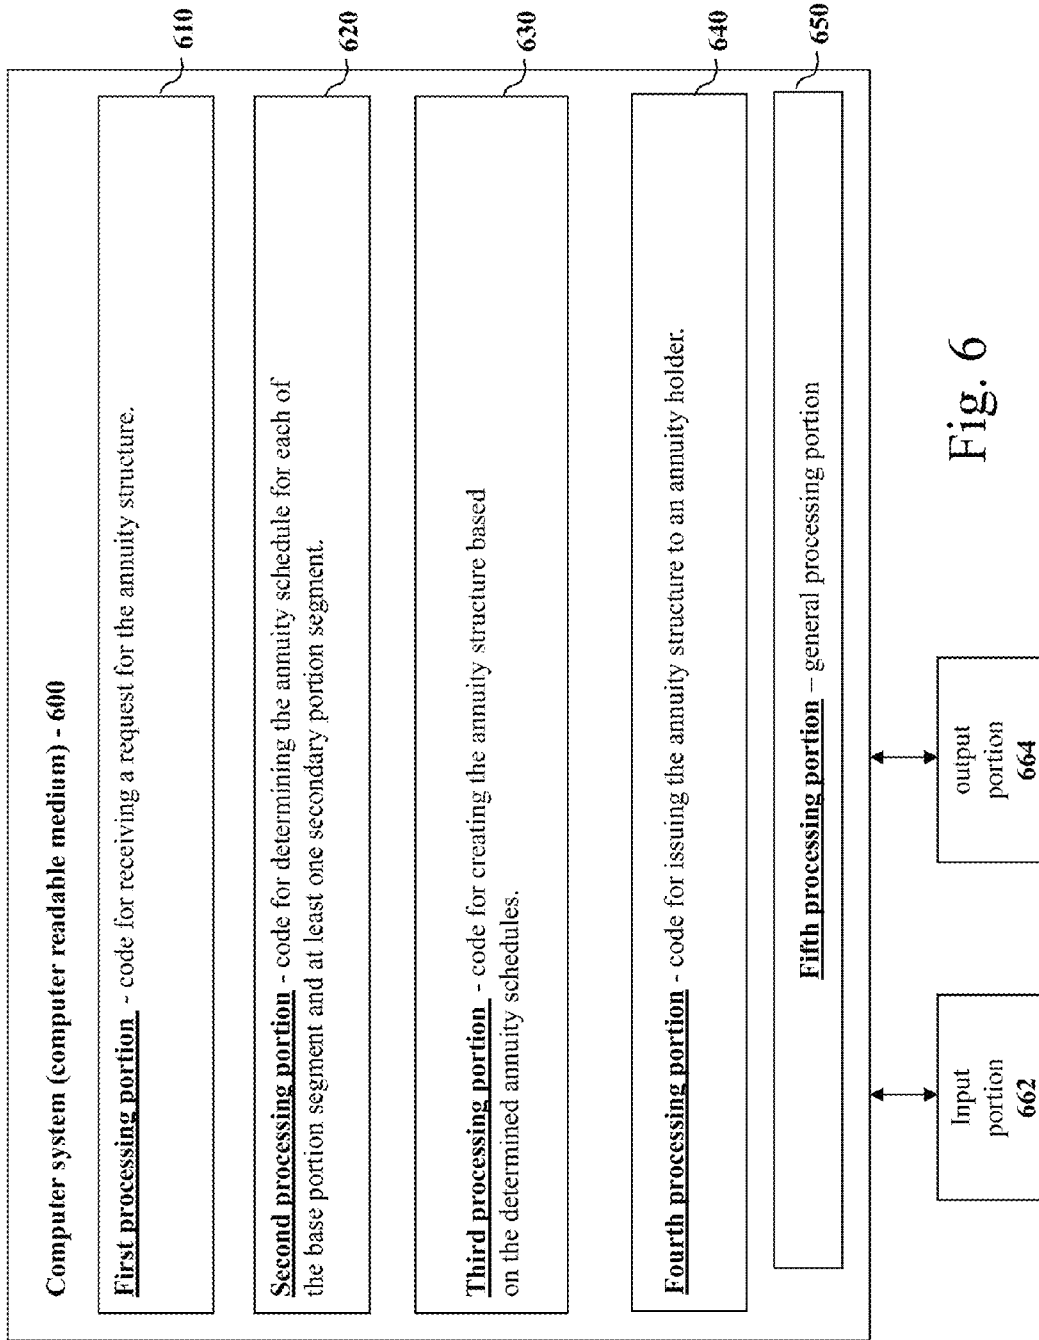 Computer system (computer readable medium) - 600
First processing portion - code for receiving a request for the annuity structure.
610
Second processing portion - code for determining the annuity schedule for each of
the base portion segment and at least one secondary portion segment.
620
Third processing portion - code for creating the annuity structure based
on the determined annuity schedules.
630
Fourth processing portion - code for issuing the annuity structure to an annuity holder.
640
Fifth processing portion – general processing portion
650
Input
portion
662
output
portion
664
Fig. 6